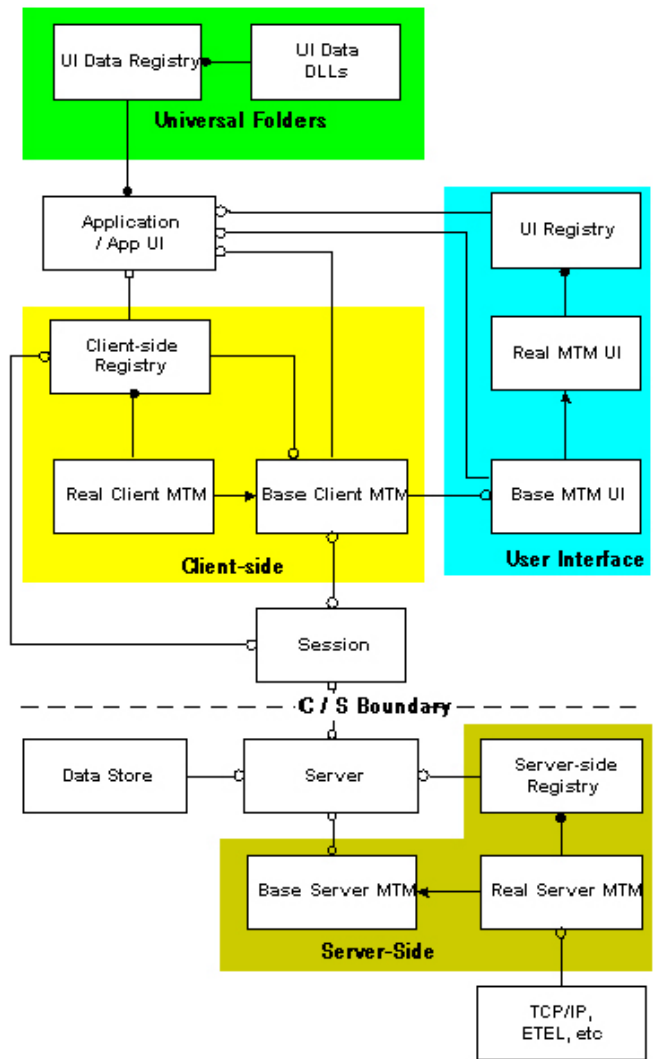 UI Data Registry
UI Data
DLLs
Universal Folders
Application
/ App UI
UI Registry
Client-side
Registry
Real MTM UI
Real Client MTM
Base Client MTM
Base MTM UI
Client-side
User Interface
Session
C / S Boundary
Data Store
Server
Server-side
Registry
Base Server MTM
Real Server MTM
Server-Side
TCP/IP,
ETEL, etc